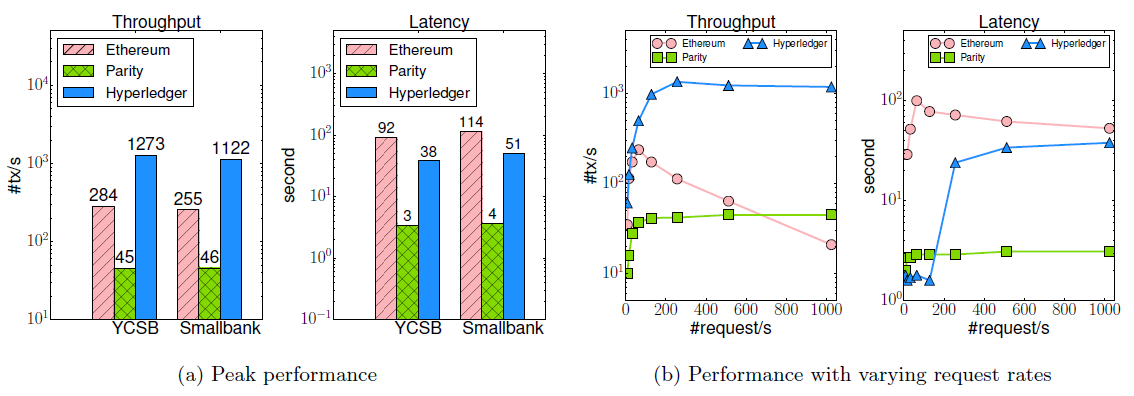 Throughput
Ethereum
Parity
Hyperledger
10^4
10^3
10^2
10^1
#tx/s
284
45
1273
255
46
1122
YCSB
Smallbank
Latency
Ethereum
Parity
Hyperledger
10^3
10^2
10^1
10^0
10^-1
second
92
3
38
114
4
51
YCSB
Smallbank
(a) Peak performance
Throughput
Ethereum
Hyperledger
Parity
10^3
10^2
10^1
#tx/s
0 200 400 600 800 1000
#request/s
Latency
Ethereum
Hyperledger
Parity
10^2
10^1
10^0
second
0 200 400 600 800 1000
#request/s
(b) Performance with varying request rates